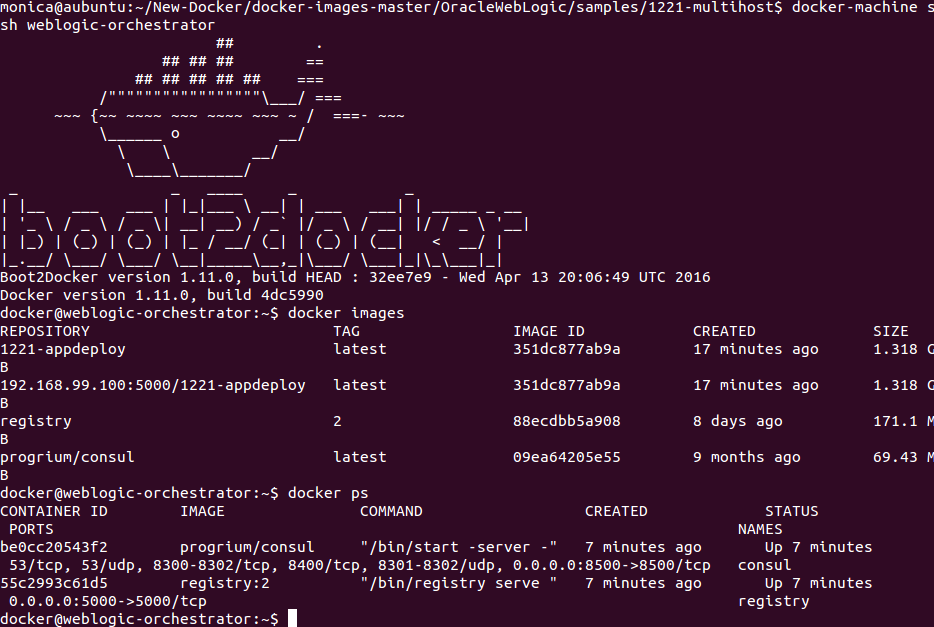 monica@aubuntu:~/New-Docker/docker-images-master/OracleWebLogic/samples/1221-multihost$ docker-machine s
sh weblogic-orchestrator
                        ##         .
                  ## ## ##        ==
               ## ## ## ## ##    ===
           /"""""""""""""""""\___/ ===
      ~~~ {~~ ~~~~ ~~~ ~~~~ ~~~ ~ /  ===- ~~~
           \______ o           __/
             \    \         __/
              \____\_______/
 _                 _   ____     _            _
| |__   ___   ___ | |_|___ \ __| | ___   ___| | _____ _ __
| '_ \ / _ \ / _ \| __| __) / _` |/ _ \ / __| |/ / _ \ '__|
| |_) | (_) | (_) | |_ / __/ (_| | (_) | (__|   <  __/ |
|_.__/ \___/ \___/ \__|_____\__,_|\___/ \___|_|\_\___|_|
Boot2Docker version 1.11.0, build HEAD : 32ee7e9 - Wed Apr 13 20:06:49 UTC 2016
Docker version 1.11.0, build 4dc5990
docker@weblogic-orchestrator:~$ docker images
REPOSITORY                           TAG                 IMAGE ID            CREATED             SIZE
1221-appdeploy                       latest              351dc877ab9a        17 minutes ago      1.318 G
B
192.168.99.100:5000/1221-appdeploy   latest              351dc877ab9a        17 minutes ago      1.318 G
B
registry                             2                   88ecdbb5a908        8 days ago          171.1 M
B
progrium/consul                      latest              09ea64205e55        9 months ago        69.43 M
B
docker@weblogic-orchestrator:~$ docker ps
CONTAINER ID        IMAGE               COMMAND                  CREATED             STATUS
 PORTS                                                                            NAMES
be0cc20543f2        progrium/consul     "/bin/start -server -"   7 minutes ago       Up 7 minutes
 53/tcp, 53/udp, 8300-8302/tcp, 8400/tcp, 8301-8302/udp, 0.0.0.0:8500->8500/tcp   consul
55c2993c61d5        registry:2          "/bin/registry serve "   7 minutes ago       Up 7 minutes
 0.0.0.0:5000->5000/tcp                                                           registry
docker@weblogic-orchestrator:~$